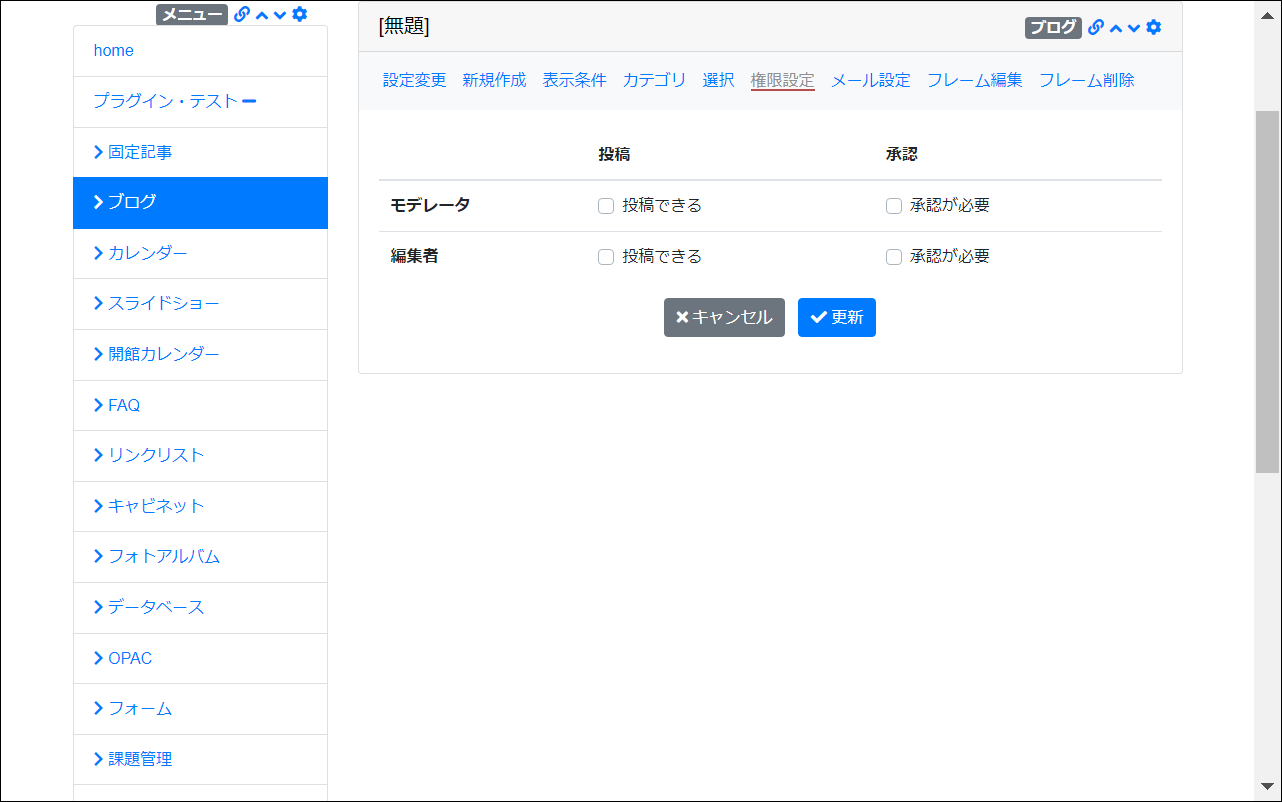 メニュー
home
プラグイン・テスト
固定記事
ブログ
カレンダー
スライドショー
開館カレンダー
FAQ
リンクリスト
キャビネット
フォトアルバム
データベース
OPAC
フォーム
課題管理
[無題] ブログ
設定変更 新規作成 表示条件 カテゴリ 選択 権限設定 メール設定 フレーム編集 フレーム削除
投稿 承認
モデレータ 投稿できる 承認が必要
編集者 投稿できる 承認が必要
キャンセル 更新